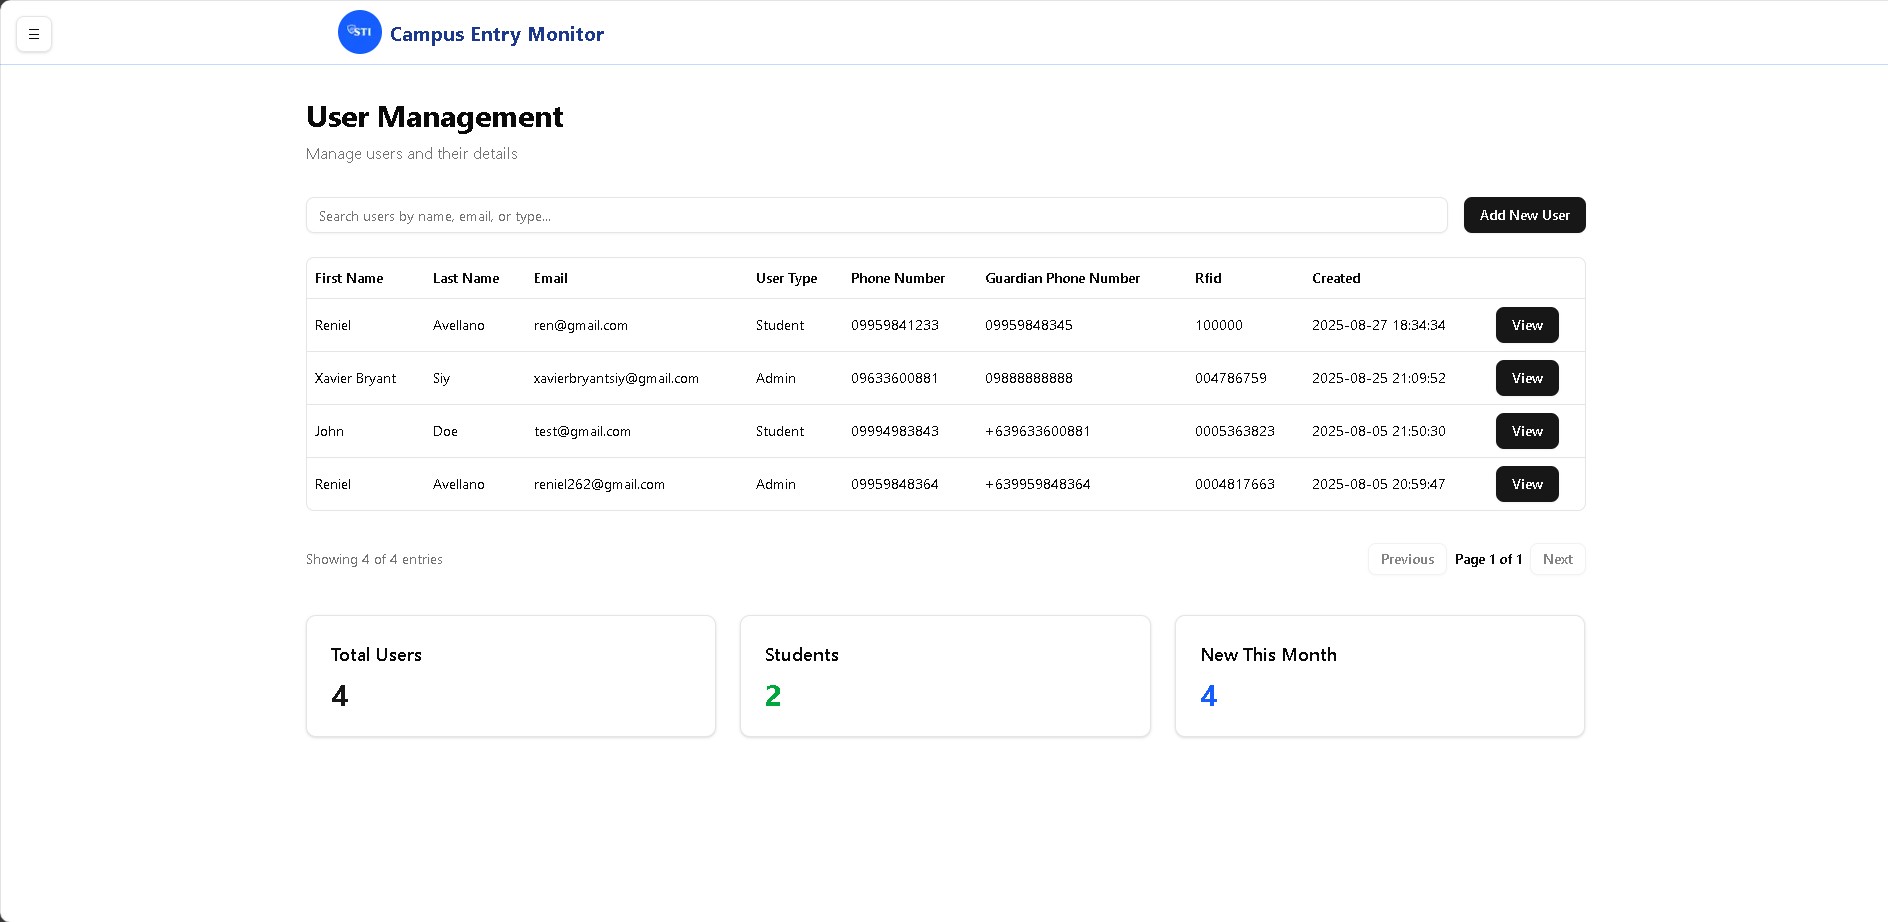 ☰
STI
Campus Entry Monitor
User Management
Manage users and their details
Search users by name, email, or type...
Add New User
First Name Last Name Email User Type Phone Number Guardian Phone Number Rfid Created
Reniel Avellano ren@gmail.com Student 09959841233 09959848345 100000 2025-08-27 18:34:34 View
Xavier Bryant Siy xavierbryantsiy@gmail.com Admin 09633600881 09888888888 004786759 2025-08-25 21:09:52 View
John Doe test@gmail.com Student 09994983843 +639633600881 0005363823 2025-08-05 21:50:30 View
Reniel Avellano reniel262@gmail.com Admin 09959848364 +639959848364 0004817663 2025-08-05 20:59:47 View
Showing 4 of 4 entries Previous Page 1 of 1 Next
Total Users Students New This Month
4 2 4